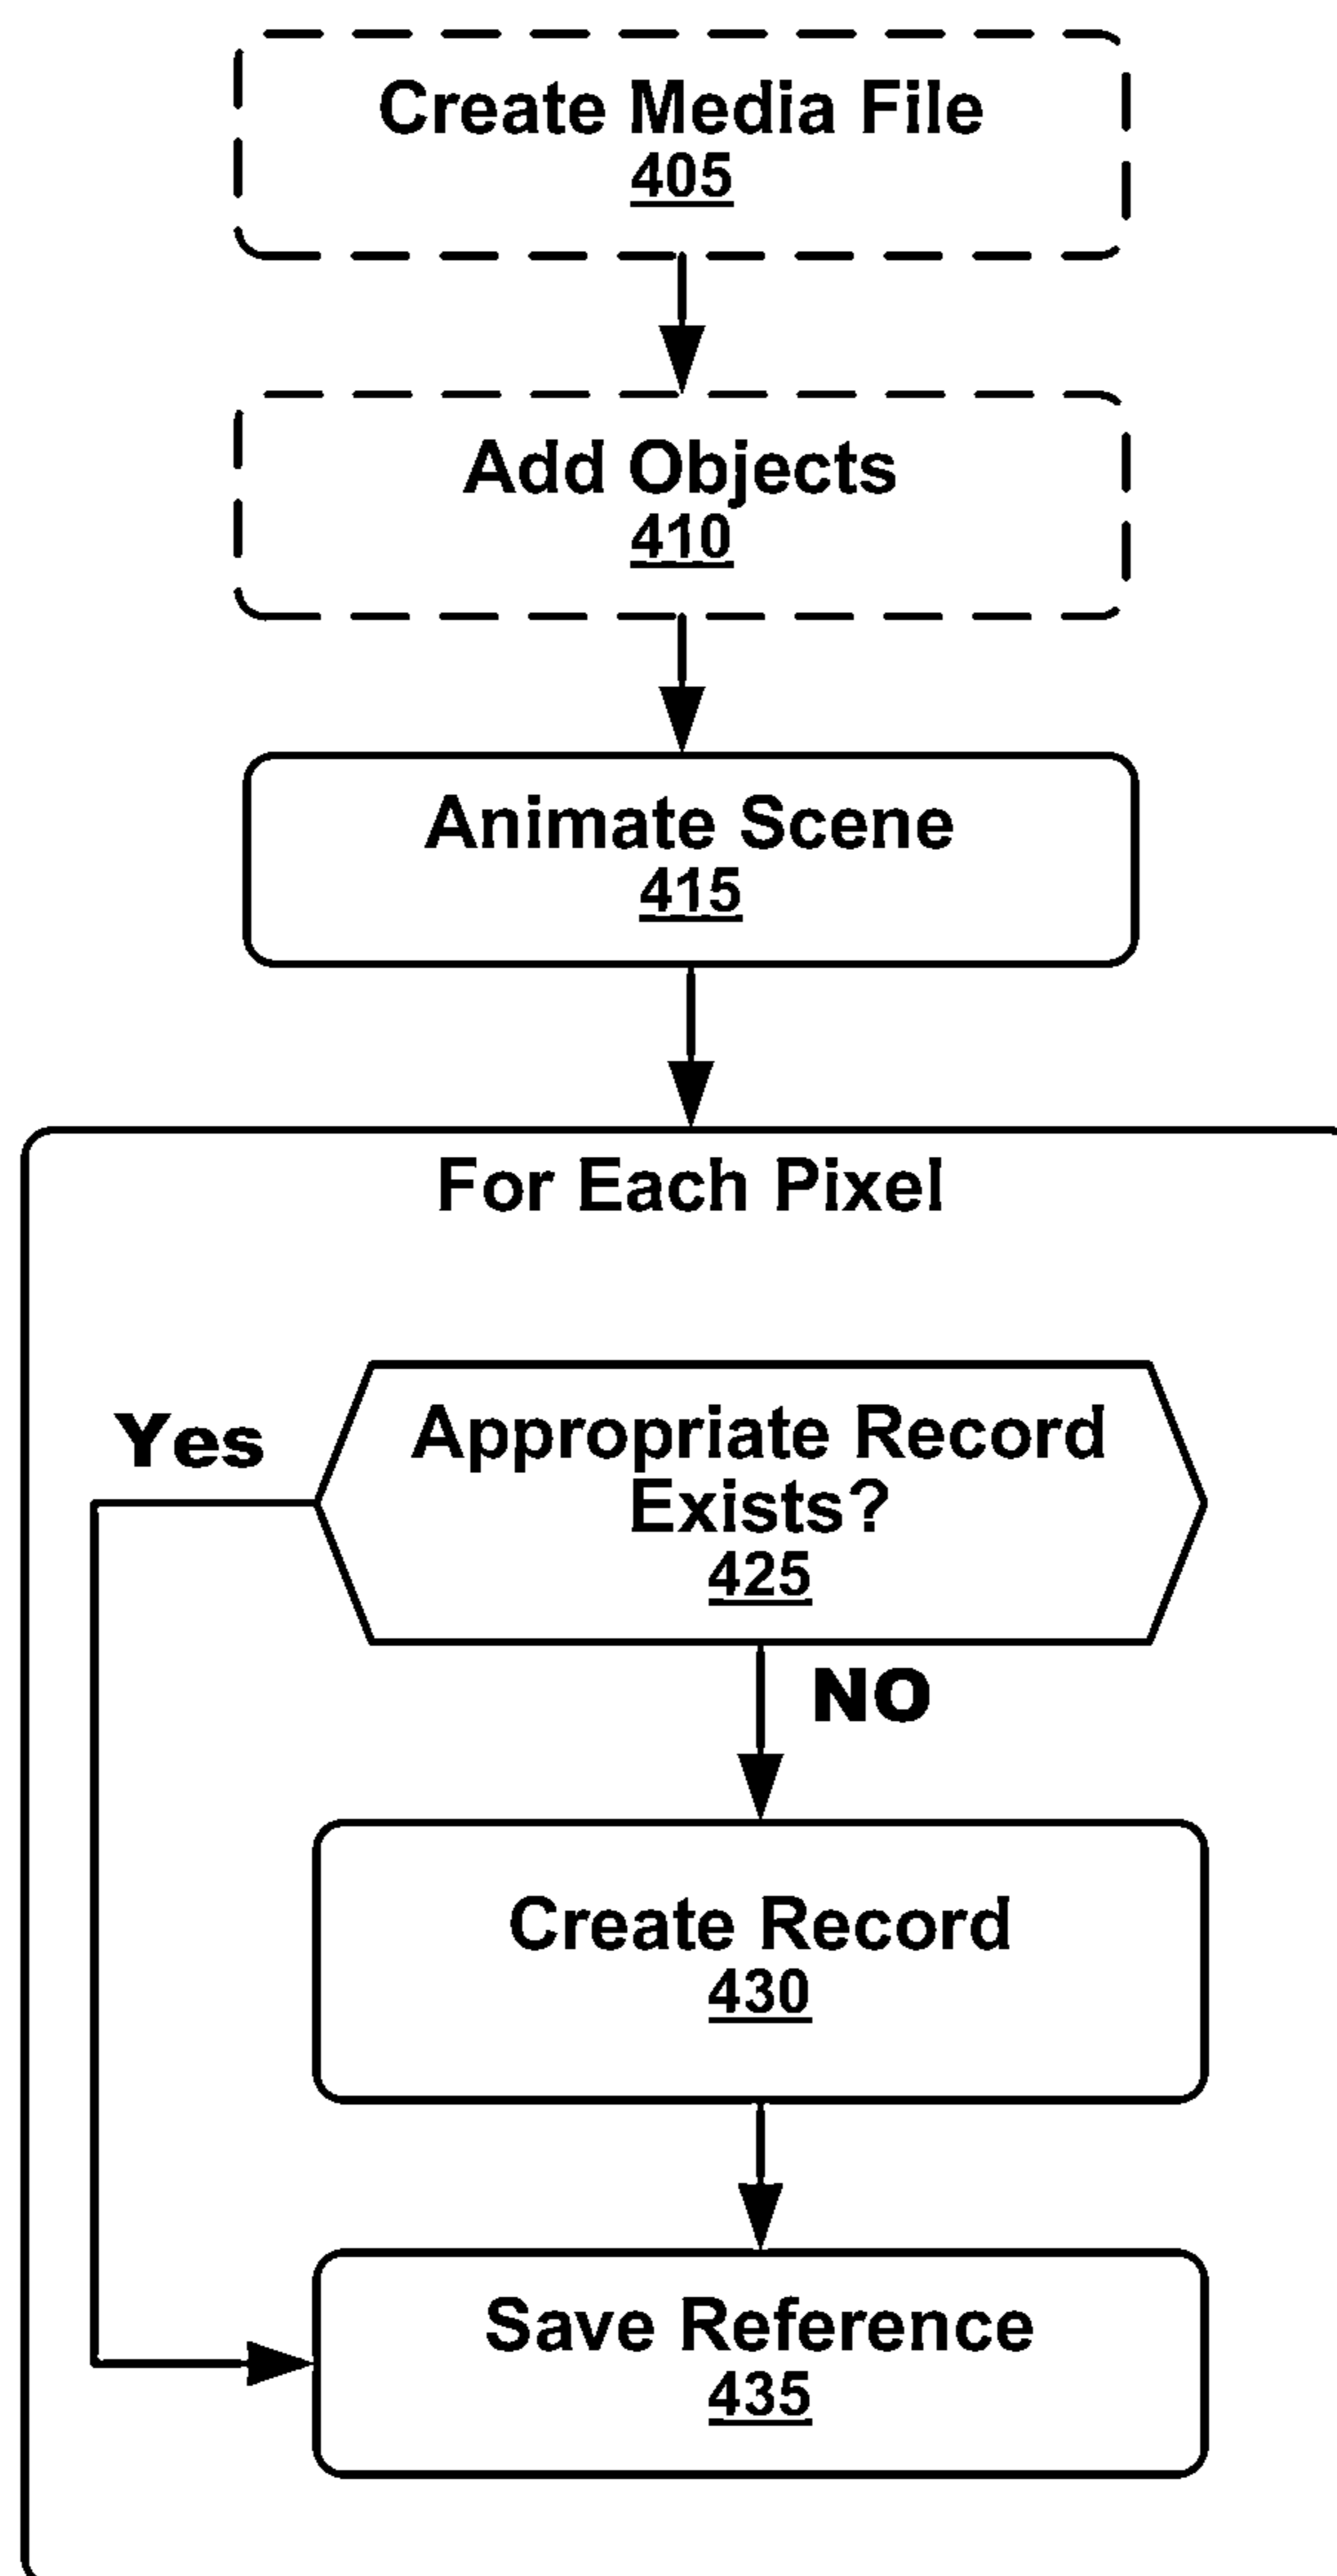 Create Media File
405
Add Objects
410
Animate Scene
415
For Each Pixel
Yes
Appropriate Record
Exists?
425
NO
Create Record
430
Save Reference
435